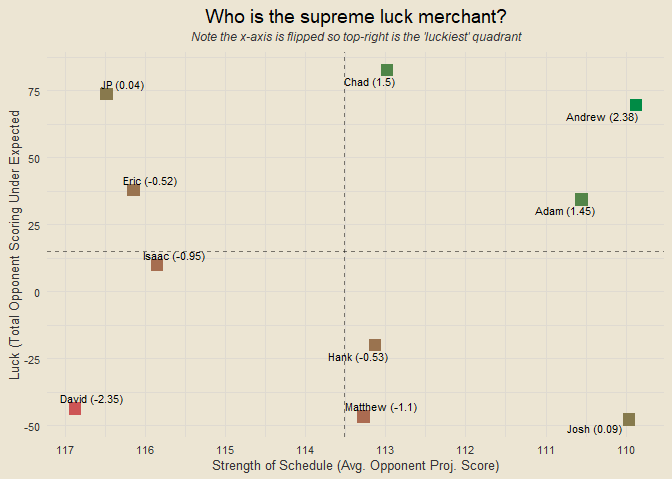 Who is the supreme luck merchant?
Note the x-axis is flipped so top-right is the 'luckiest' quadrant
Luck (Total Opponent Scoring Under Expected
75
50
25
0
-25
-50
JP (0.04)
Chad (1.5)
Andrew (2.38)
Eric (-0.52)
Adam (1.45)
Isaac (-0.95)
Hank (-0.53)
David (-2.35)
Matthew (-1.1)
Josh (0.09)
117
116
115
114
113
112
111
110
Strength of Schedule (Avg. Opponent Proj. Score)